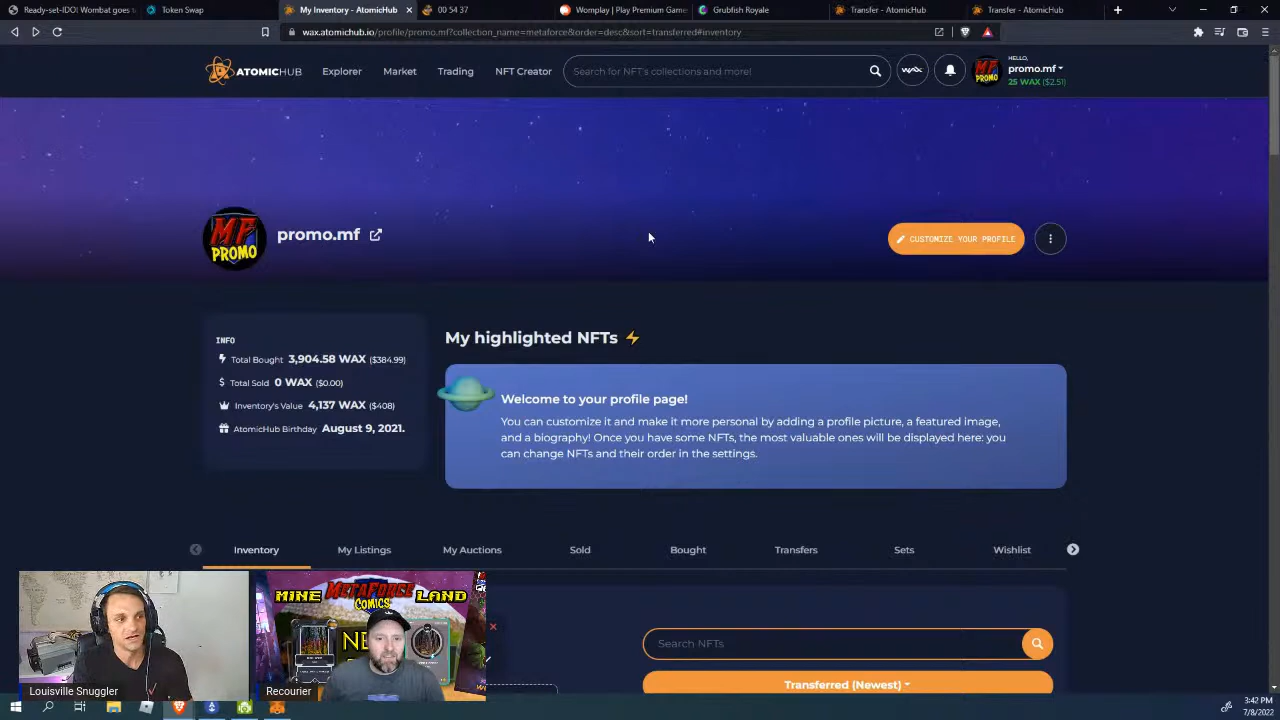 Ready-set-IDO! Wombat goes to
Token Swap
My Inventory - AtomicHub
00 54 37
Womplay | Play Premium Game
Grubfish Royale
Transfer - AtomicHub
Transfer - AtomicHub
wax.atomichub.io/profile/promo.mf?collection_name=metaforce&order=desc&sort=transferred#inventory
ATOMICHUB
Explorer
Market
Trading
NFT Creator
Search for NFT's collections and more!
WAX
MF PROMO
HELLO,
promo.mf
25 WAX ($2.51)
MF
PROMO
promo.mf
CUSTOMIZE YOUR PROFILE
INFO
Total Bought 3,904.58 WAX ($384.99)
Total Sold 0 WAX ($0.00)
Inventory's Value 4,137 WAX ($408)
AtomicHub Birthday August 9, 2021.
My highlighted NFTs
Welcome to your profile page!
You can customize it and make it more personal by adding a profile picture, a featured image,
and a biography! Once you have some NFTs, the most valuable ones will be displayed here: you
can change NFTs and their order in the settings.
Inventory
My Listings
My Auctions
Sold
Bought
Transfers
Sets
Wishlist
Search NFTs
Transferred (Newest)
MINE
METAFORCE
COMICS
LAND
NE
Louisville Snugler
Recourier
3:42 PM
7/8/2022